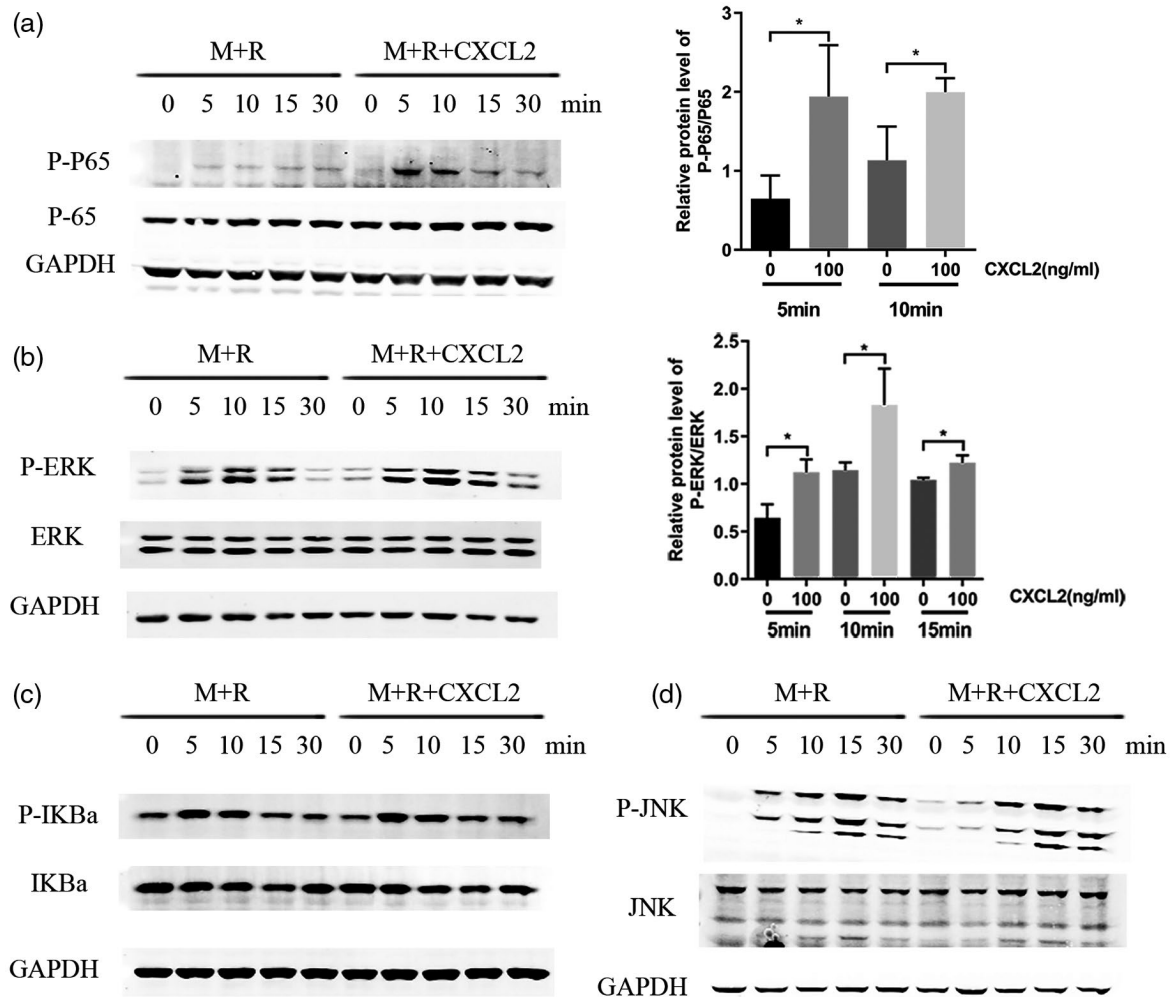 (a)
M+R M+R+CXCL2
0 5 10 15 30 0 5 10 15 30 min
P-P65
P-65
GAPDH
Relative protein level of
P-P65/P65
3
2
1
0
* *
0 100 0 100 CXCL2(ng/ml)
5min 10min
(b)
M+R M+R+CXCL2
0 5 10 15 30 0 5 10 15 30 min
P-ERK
ERK
GAPDH
Relative protein level of
P-ERK/ERK
2.5
2.0
1.5
1.0
0.5
0.0
* * *
0 100 0 100 0 100 CXCL2(ng/ml)
5min 10min 15min
(c)
M+R M+R+CXCL2
0 5 10 15 30 0 5 10 15 30 min
P-IKBa
IKBa
GAPDH
(d)
M+R M+R+CXCL2
0 5 10 15 30 0 5 10 15 30 min
P-JNK
JNK
GAPDH